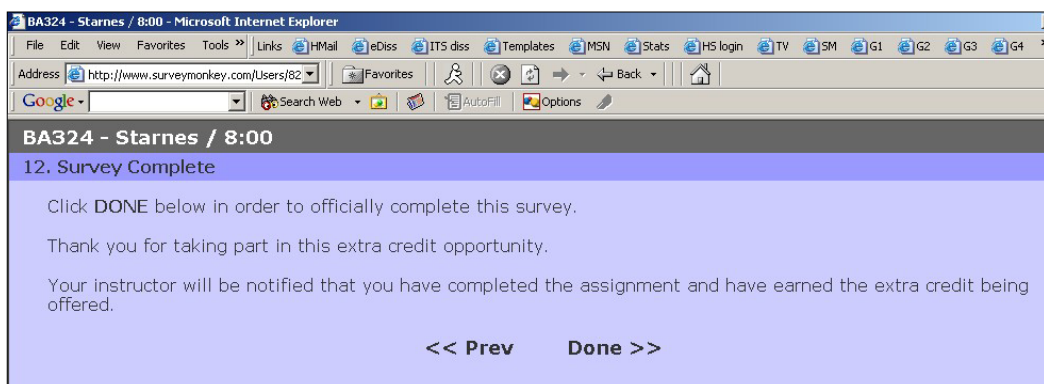 BA324 - Starnes / 8:00 - Microsoft Internet Explorer
File Edit View Favorites Tools » Links HMail eDiss ITS diss Templates MSN Stats HS login TV SM G1 G2 G3 G4
Address http://www.surveymonkey.com/Users/82 Favorites Back
Google Search Web AutoFill Options
BA324 - Starnes / 8:00
12. Survey Complete
Click DONE below in order to officially complete this survey.
Thank you for taking part in this extra credit opportunity.
Your instructor will be notified that you have completed the assignment and have earned the extra credit being
offered.
<< Prev Done >>